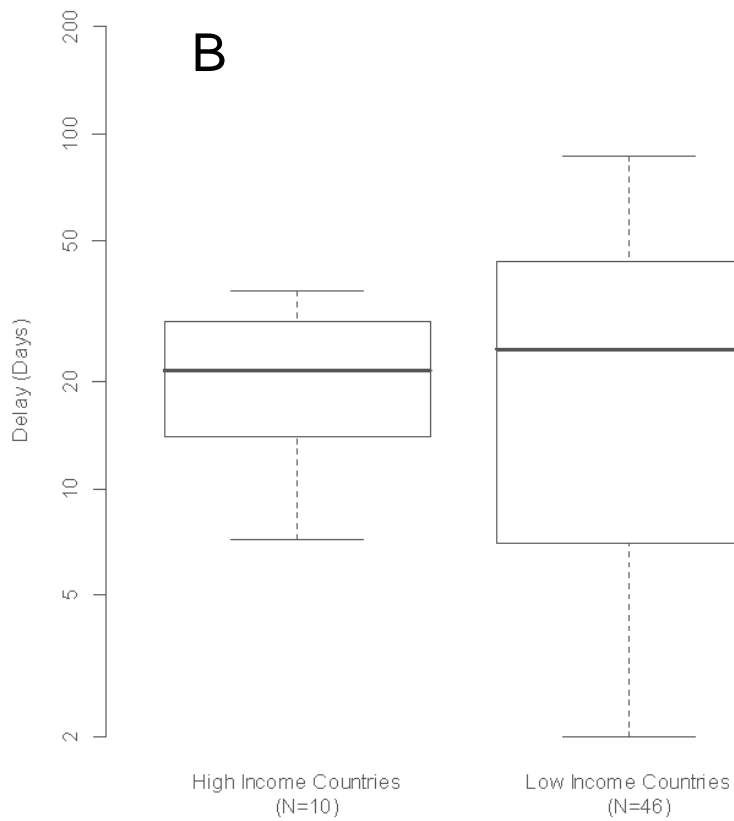 B
200
100
50
20
10
5
2
Delay (Days)
High Income Countries
(N=10)
Low Income Countries
(N=46)